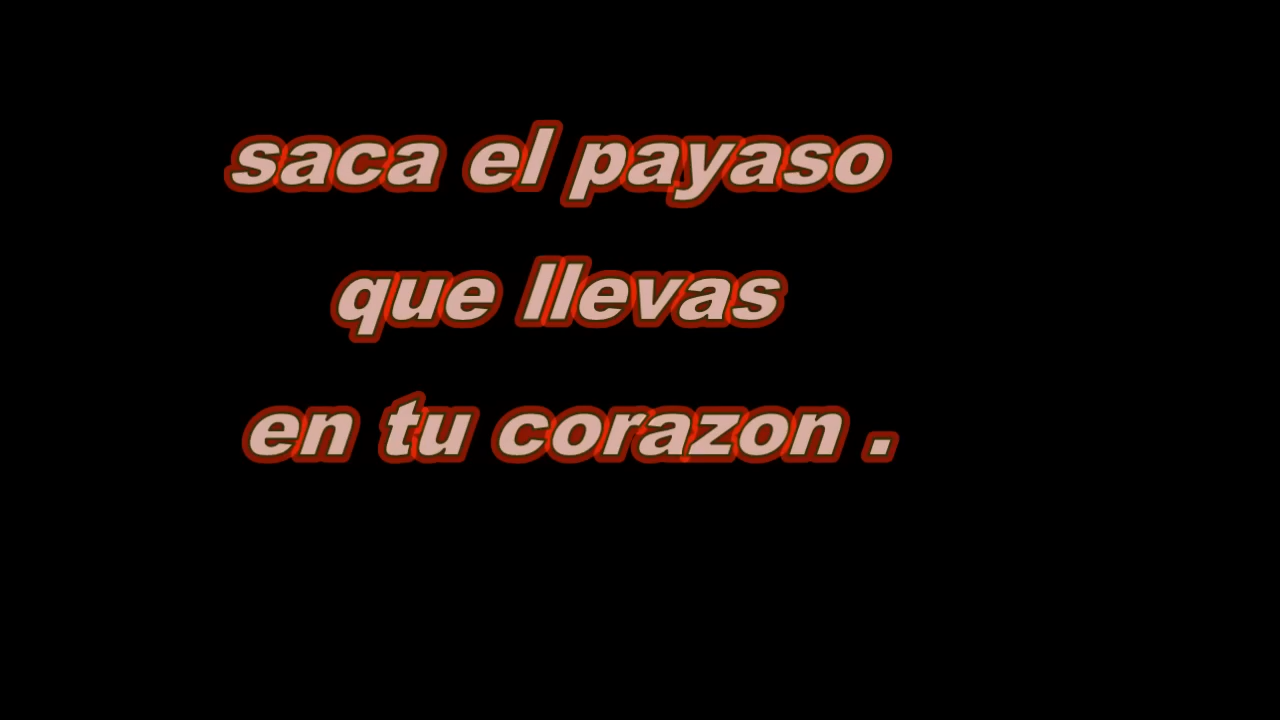 saca el payaso
que llevas
en tu corazon .